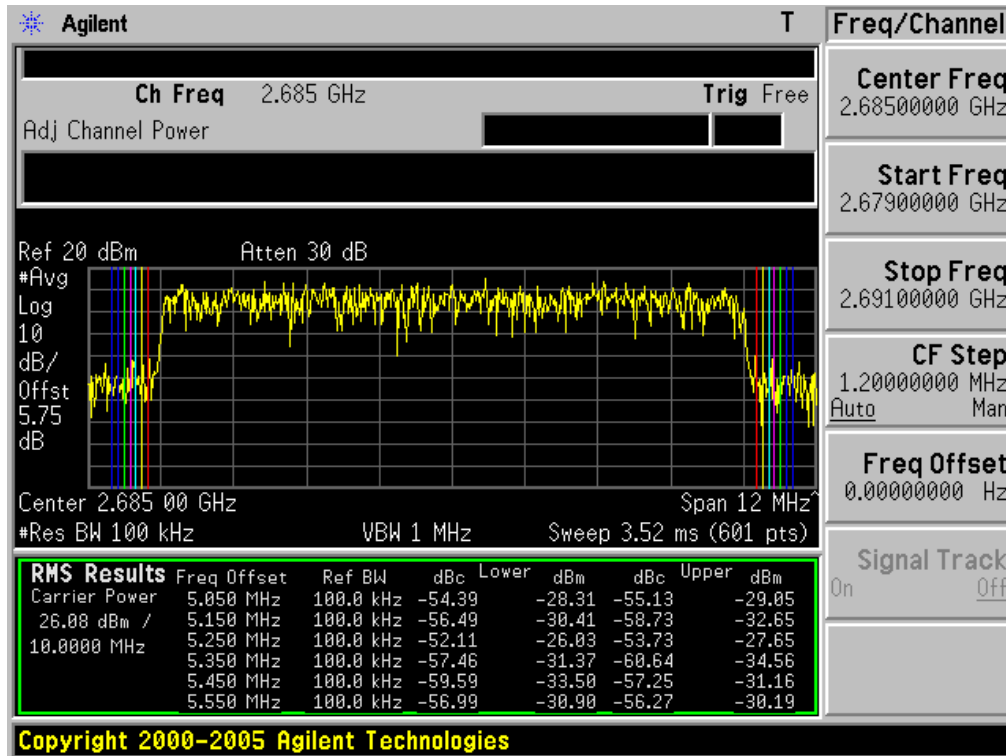 Agilent T
Freq/Channel
Ch Freq 2.685 GHz Trig Free
Adj Channel Power
Center Freq
2.68500000 GHz
Start Freq
2.67900000 GHz
Stop Freq
2.69100000 GHz
CF Step
1.20000000 MHz
Auto Man
Freq Offset
0.00000000 Hz
Signal Track
On Off
Ref 20 dBm Atten 30 dB
#Avg
Log
10
dB/
Offst
5.75
dB
Center 2.685 00 GHz Span 12 MHz^
#Res BW 100 kHz VBW 1 MHz Sweep 3.52 ms (601 pts)
RMS Results Freq Offset Ref BW dBc Lower dBm dBc Upper dBm
Carrier Power 5.050 MHz 100.0 kHz -54.39 -28.31 -55.13 -29.05
26.08 dBm / 5.150 MHz 100.0 kHz -56.49 -30.41 -58.73 -32.65
10.0000 MHz 5.250 MHz 100.0 kHz -52.11 -26.03 -53.73 -27.65
5.350 MHz 100.0 kHz -57.46 -31.37 -60.64 -34.56
5.450 MHz 100.0 kHz -59.59 -33.50 -57.25 -31.16
5.550 MHz 100.0 kHz -56.99 -30.90 -56.27 -30.19
Copyright 2000-2005 Agilent Technologies